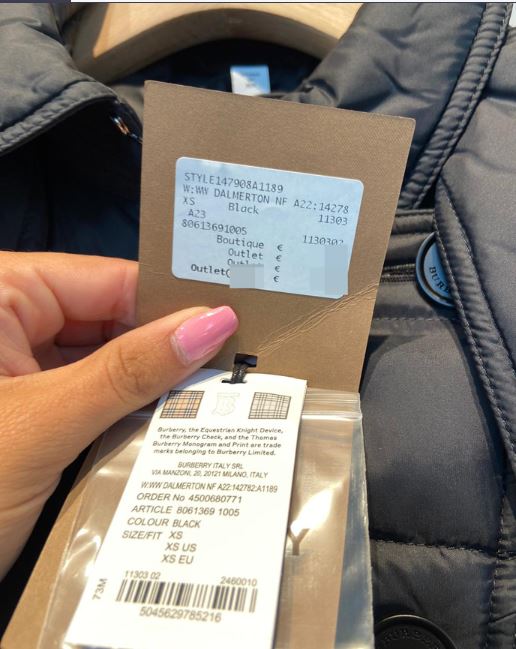 STYLE147908A1189
W:WW DALMERTON NF A22:14278
XS Black 11303
A23
80613691005
Boutique € 1130302
Outlet €
Outlet €
Outlet( €
Burberry, the Equestrian Knight Device,
the Burberry Check, and the Thomas
Burberry Monogram and Print are trade
marks belonging to Burberry Limited.
BURBERRY ITALY SRL
VIA MANZONI, 20, 20121 MILANO, ITALY
W:WW DALMERTON NF A22:142782:A1189
ORDER No 4500680771
ARTICLE 8061369 1005
COLOUR BLACK
SIZE/FIT XS
XS US
XS EU
73M
11303 02 2460010
5045629785216
BUR